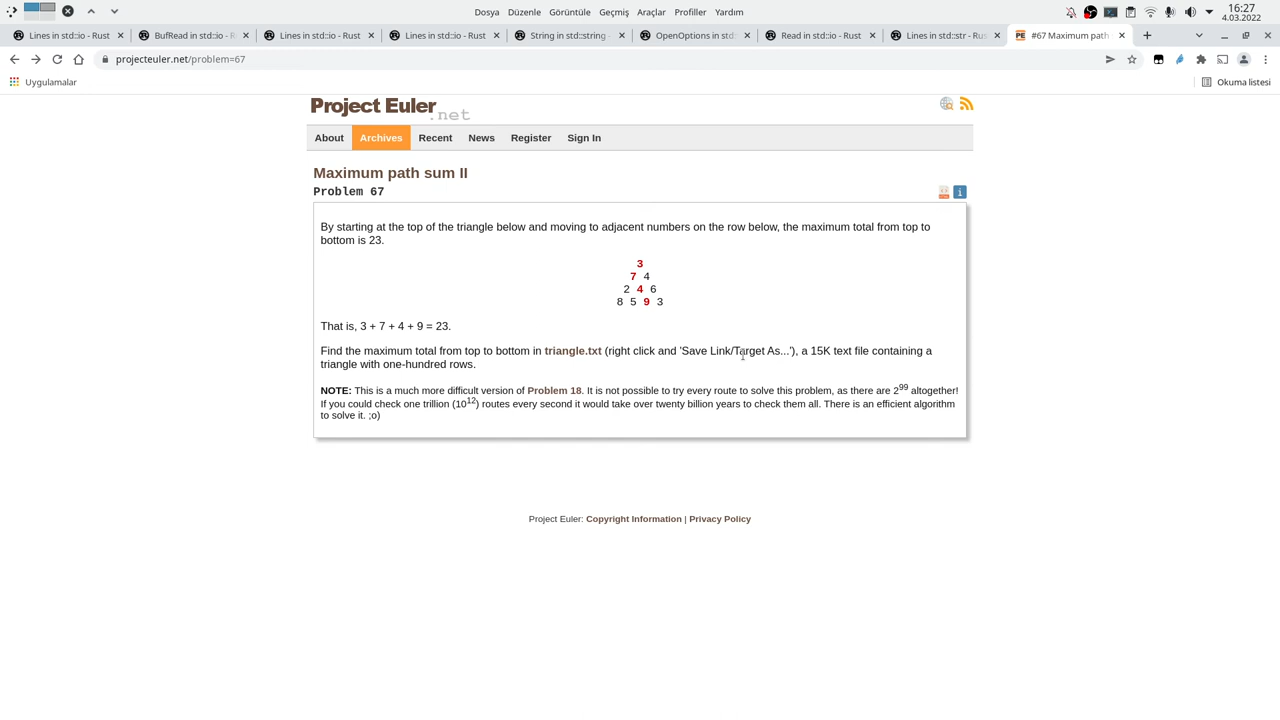 Dosya Düzenle Görüntüle Geçmiş Araçlar Profiller Yardım
16:27
4.03.2022
Lines in std::io - Rust
BufRead in std::io - R
Lines in std::io - Rust
Lines in std::io - Rust
String in std::string -
OpenOptions in std:
Read in std::io - Rust
Lines in std::str - Rus
#67 Maximum path
projecteuler.net/problem=67
Uygulamalar
Okuma listesi
Project Euler
.net
About Archives Recent News Register Sign In
Maximum path sum II
Problem 67
By starting at the top of the triangle below and moving to adjacent numbers on the row below, the maximum total from top to
bottom is 23.
3
7 4
2 4 6
8 5 9 3
That is, 3 + 7 + 4 + 9 = 23.
Find the maximum total from top to bottom in triangle.txt (right click and 'Save Link/Target As...'), a 15K text file containing a
triangle with one-hundred rows.
NOTE: This is a much more difficult version of Problem 18. It is not possible to try every route to solve this problem, as there are 2⁹⁹ altogether!
If you could check one trillion (10¹²) routes every second it would take over twenty billion years to check them all. There is an efficient algorithm
to solve it. ;o)
Project Euler: Copyright Information | Privacy Policy